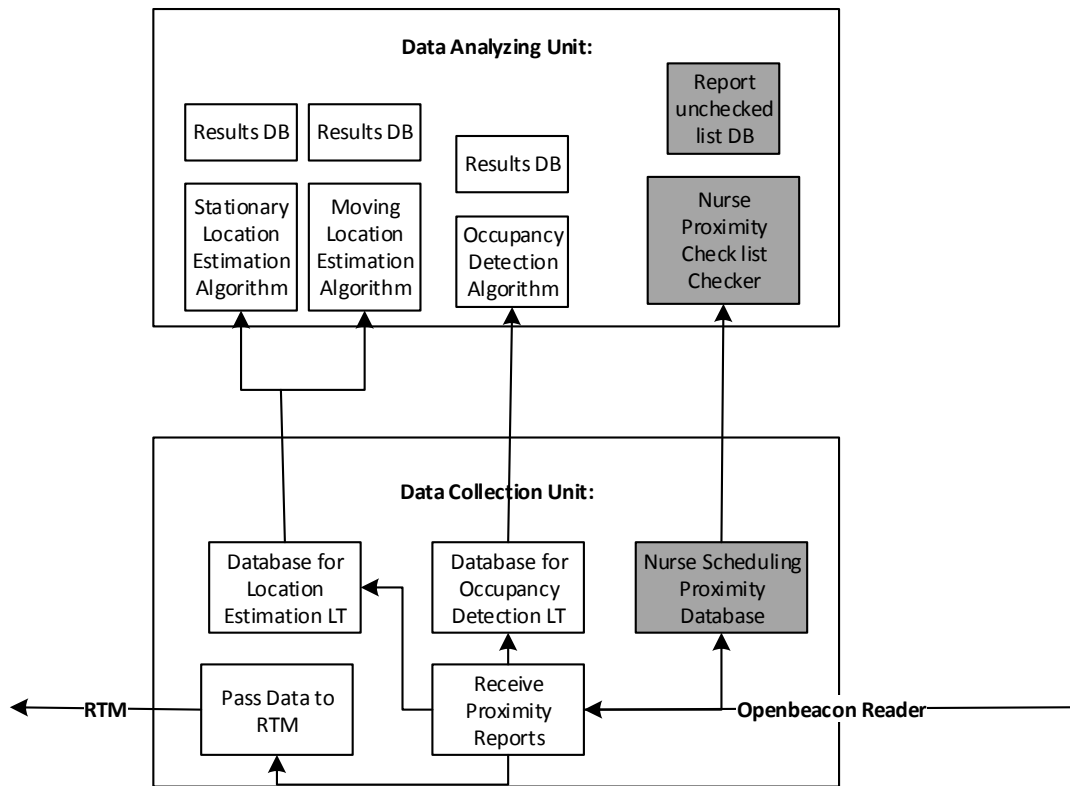 Data Analyzing Unit:
Report
unchecked
list DB
Results DB
Results DB
Results DB
Stationary
Location
Estimation
Algorithm
Moving
Location
Estimation
Algorithm
Occupancy
Detection
Algorithm
Nurse
Proximity
Check list
Checker
Data Collection Unit:
Database for
Location
Estimation LT
Database for
Occupancy
Detection LT
Nurse Scheduling
Proximity
Database
RTM
Pass Data to
RTM
Receive
Proximity
Reports
Openbeacon Reader